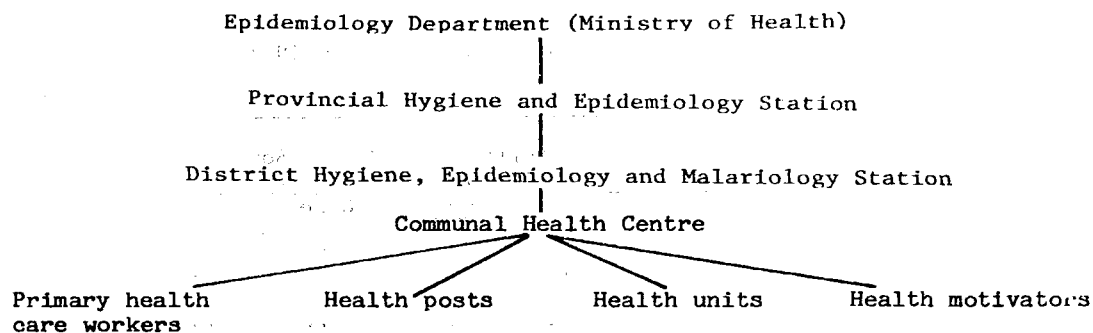 Epidemiology Department (Ministry of Health)
Provincial Hygiene and Epidemiology Station
District Hygiene, Epidemiology and Malariology Station
Communal Health Centre
Primary health Health posts Health units Health motivators
care workers